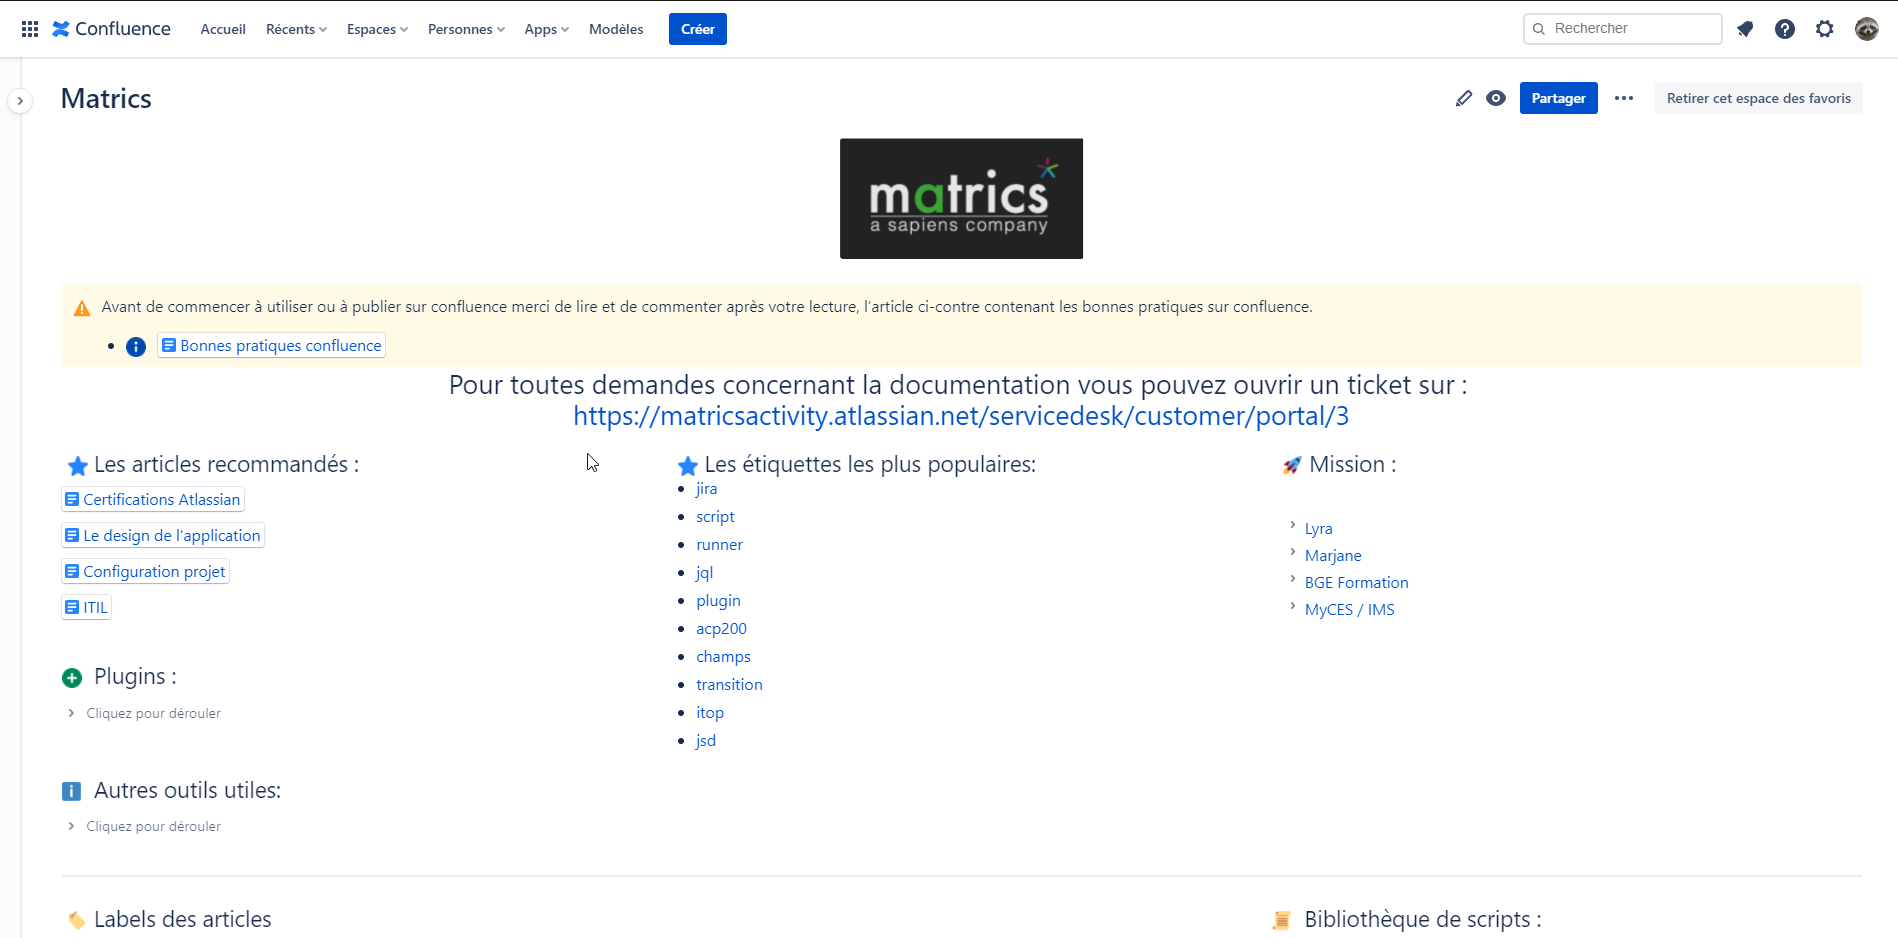 Confluence Accueil Récents Espaces Personnes Apps Modèles Créer Rechercher
Matrics
Partager Retirer cet espace des favoris
matrics
a sapiens company
Avant de commencer à utiliser ou à publier sur confluence merci de lire et de commenter après votre lecture, l’article ci-contre contenant les bonnes pratiques sur confluence.
Bonnes pratiques confluence
Pour toutes demandes concernant la documentation vous pouvez ouvrir un ticket sur :
https://matricsactivity.atlassian.net/servicedesk/customer/portal/3
Les articles recommandés :
Certifications Atlassian
Le design de l'application
Configuration projet
ITIL
Plugins :
Cliquez pour dérouler
Autres outils utiles:
Cliquez pour dérouler
Les étiquettes les plus populaires:
jira
script
runner
jql
plugin
acp200
champs
transition
itop
jsd
Mission :
Lyra
Marjane
BGE Formation
MyCES / IMS
Labels des articles
Bibliothèque de scripts :